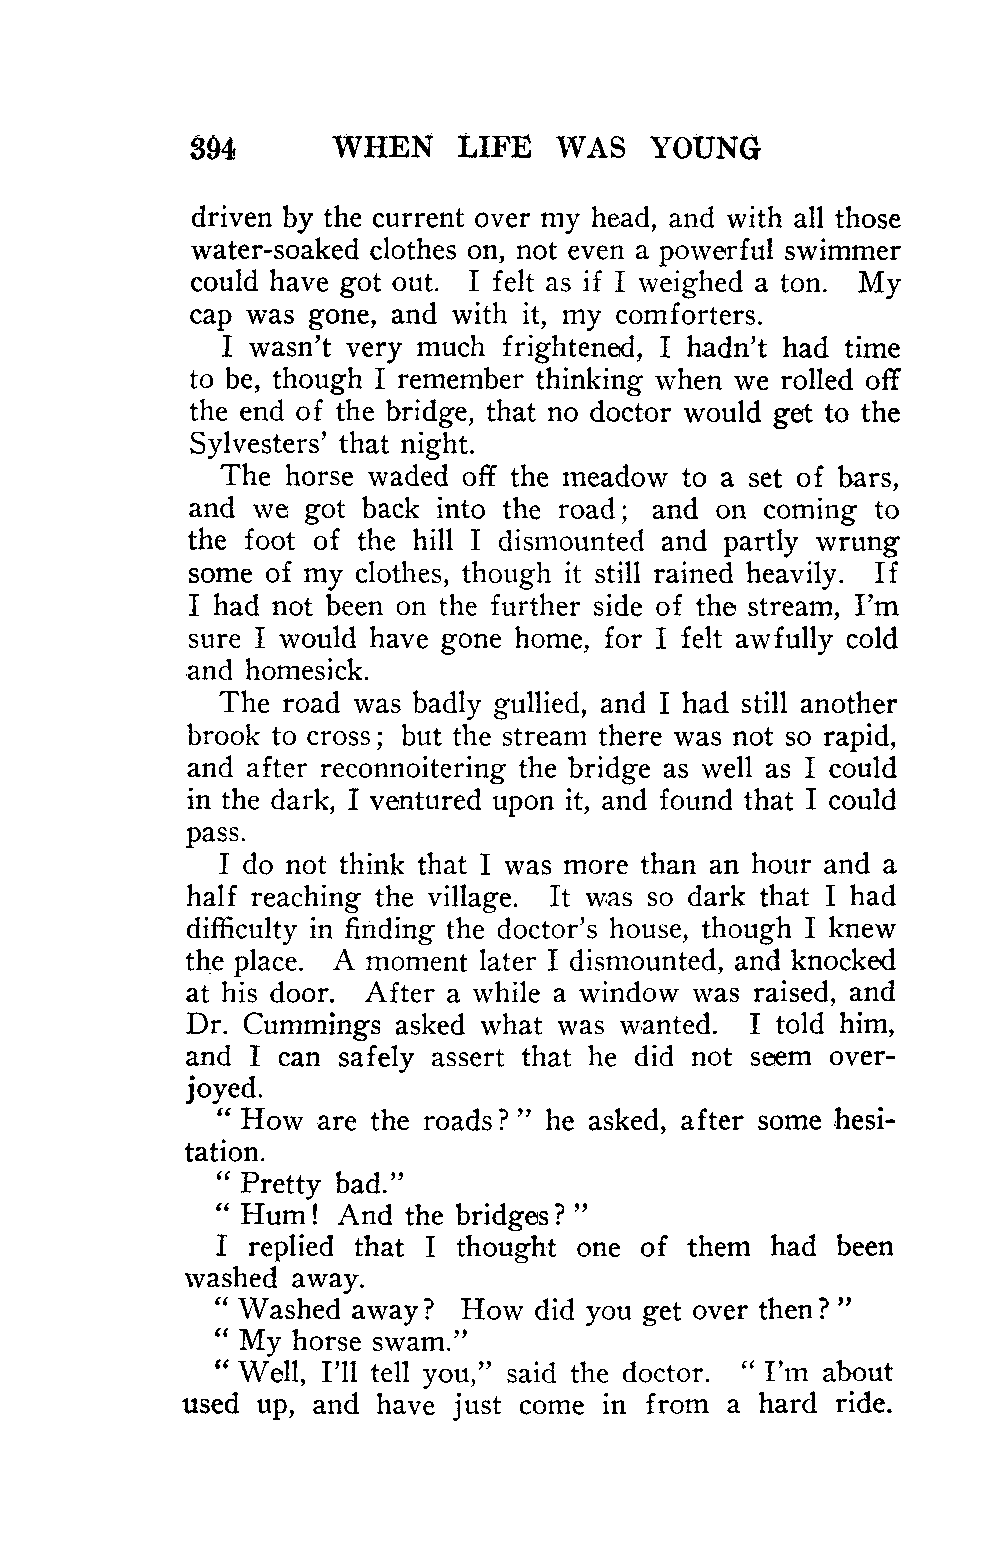 394 WHEN LIFE WAS YOUNG
driven by the current over my head, and with all those
water-soaked clothes on, not even a powerful swimmer
could have got out. I felt as if I weighed a ton. My
cap was gone, and with it, my comforters.
I wasn't very much frightened, I hadn't had time
to be, though I remember thinking when we rolled off
the end of the bridge, that no doctor would get to the
Sylvesters' that night.
The horse waded off the meadow to a set of bars,
and we got back into the road; and on coming to
the foot of the hill I dismounted and partly wrung
some of my clothes, though it still rained heavily. If
I had not been on the further side of the stream, I'm
sure I would have gone home, for I felt awfully cold
and homesick.
The road was badly gullied, and I had still another
brook to cross; but the stream there was not so rapid,
and after reconnoitering the bridge as well as I could
in the dark, I ventured upon it, and found that I could
pass.
I do not think that I was more than an hour and a
half reaching the village. It was so dark that I had
difficulty in finding the doctor's house, though I knew
the place. A moment later I dismounted, and knocked
at his door. After a while a window was raised, and
Dr. Cummings asked what was wanted. I told him,
and I can safely assert that he did not seem over-
joyed.
" How are the roads? " he asked, after some hesi-
tation.
" Pretty bad."
" Hum! And the bridges? "
I replied that I thought one of them had been
washed away.
" Washed away? How did you get over then? "
" My horse swam."
" Well, I'll tell you," said the doctor. " I'm about
used up, and have just come in from a hard ride.